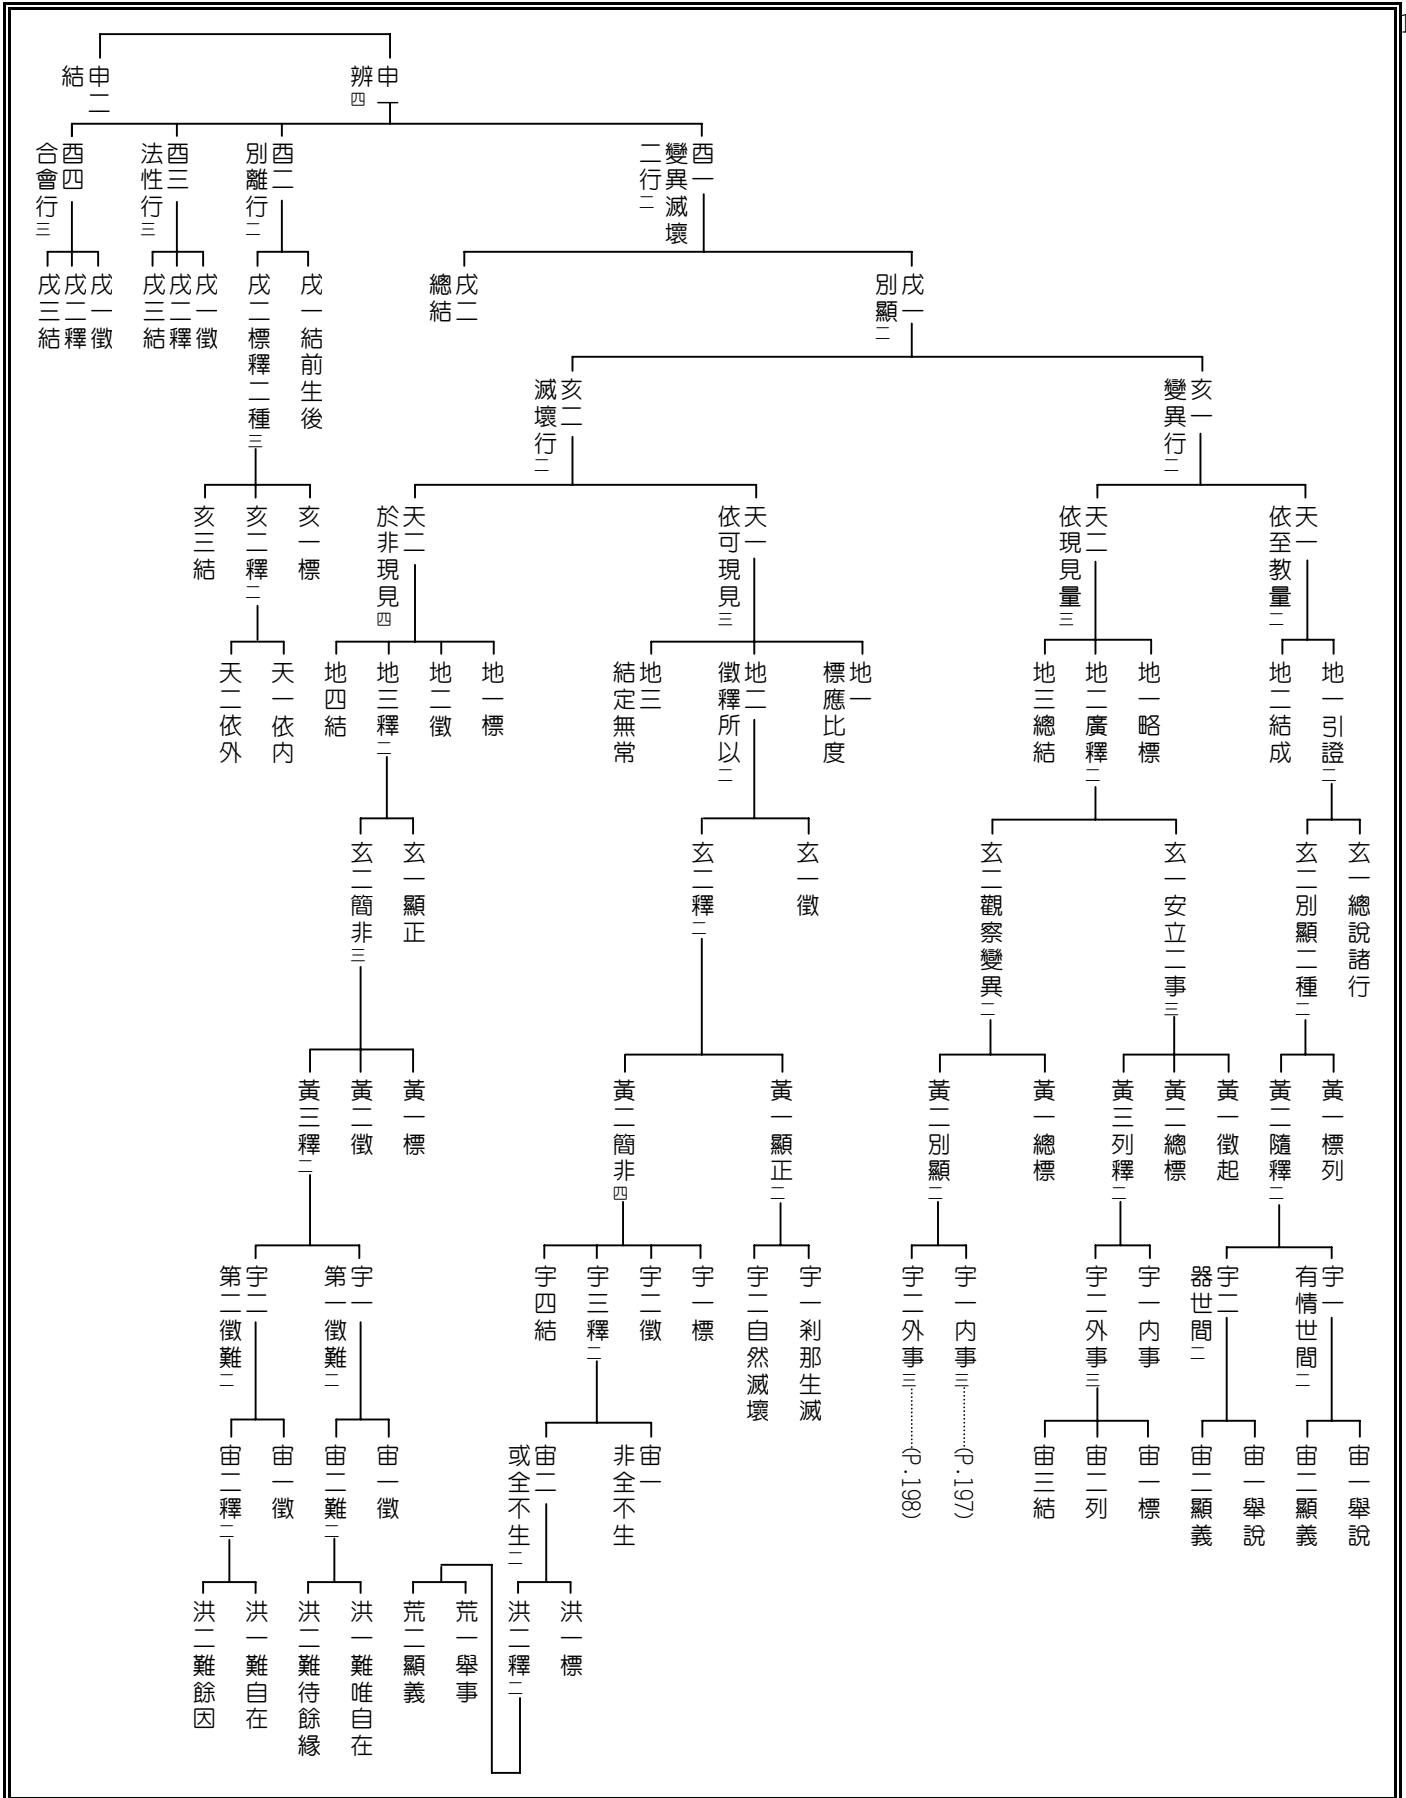 1
申一
辨四
申二
結
酉一
變異滅壞
二行二
酉二
別離行二
酉三
法性行三
酉四
合會行三
戌一
別顯二
戌二
總結
戌一結前生後
戌二標釋二種三
戌一徵
戌二釋
戌三結
戌一徵
戌二釋
戌三結
亥一
變異行二
亥二
滅壞行二
天一
依至教量二
天二
依現見量三
天一
依可現見三
天二
於非現見四
亥一標
亥二釋二
亥三結
地一引證二
地二結成
地一略標
地二廣釋二
地三總結
地一
標應比度
地二
徵釋所以二
地三
結定無常
地一標
地二徵
地三釋二
地四結
天一依內
天二依外
玄一總說諸行
玄二別顯二種二
玄一安立二事三
玄二觀察變異二
玄一徵
玄二釋二
玄一顯正
玄二簡非三
黃一標列
黃二隨釋二
黃一徵起
黃二總標
黃三列釋二
黃一總標
黃二別顯二
黃一顯正二
黃二簡非四
黃一標
黃二徵
黃三釋二
宇一
有情世間二
宇二
器世間二
宇一內事
宇二外事三
宇一內事三………(P.197)
宇二外事三………(P.198)
宇一剎那生滅
宇二自然滅壞
宇一標
宇二徵
宇三釋二
宇四結
宇一
第一徵難二
宇二
第二徵難二
宙一舉說
宙二顯義
宙一舉說
宙二顯義
宙一標
宙二列
宙三結
宙一
非全不生
宙二
或全不生二
宙一徵
宙二難二
宙一徵
宙二釋二
洪一標
洪二釋二
荒一舉事
荒二顯義
洪一難唯自在
洪二難待餘緣
洪一難自在
洪二難餘因